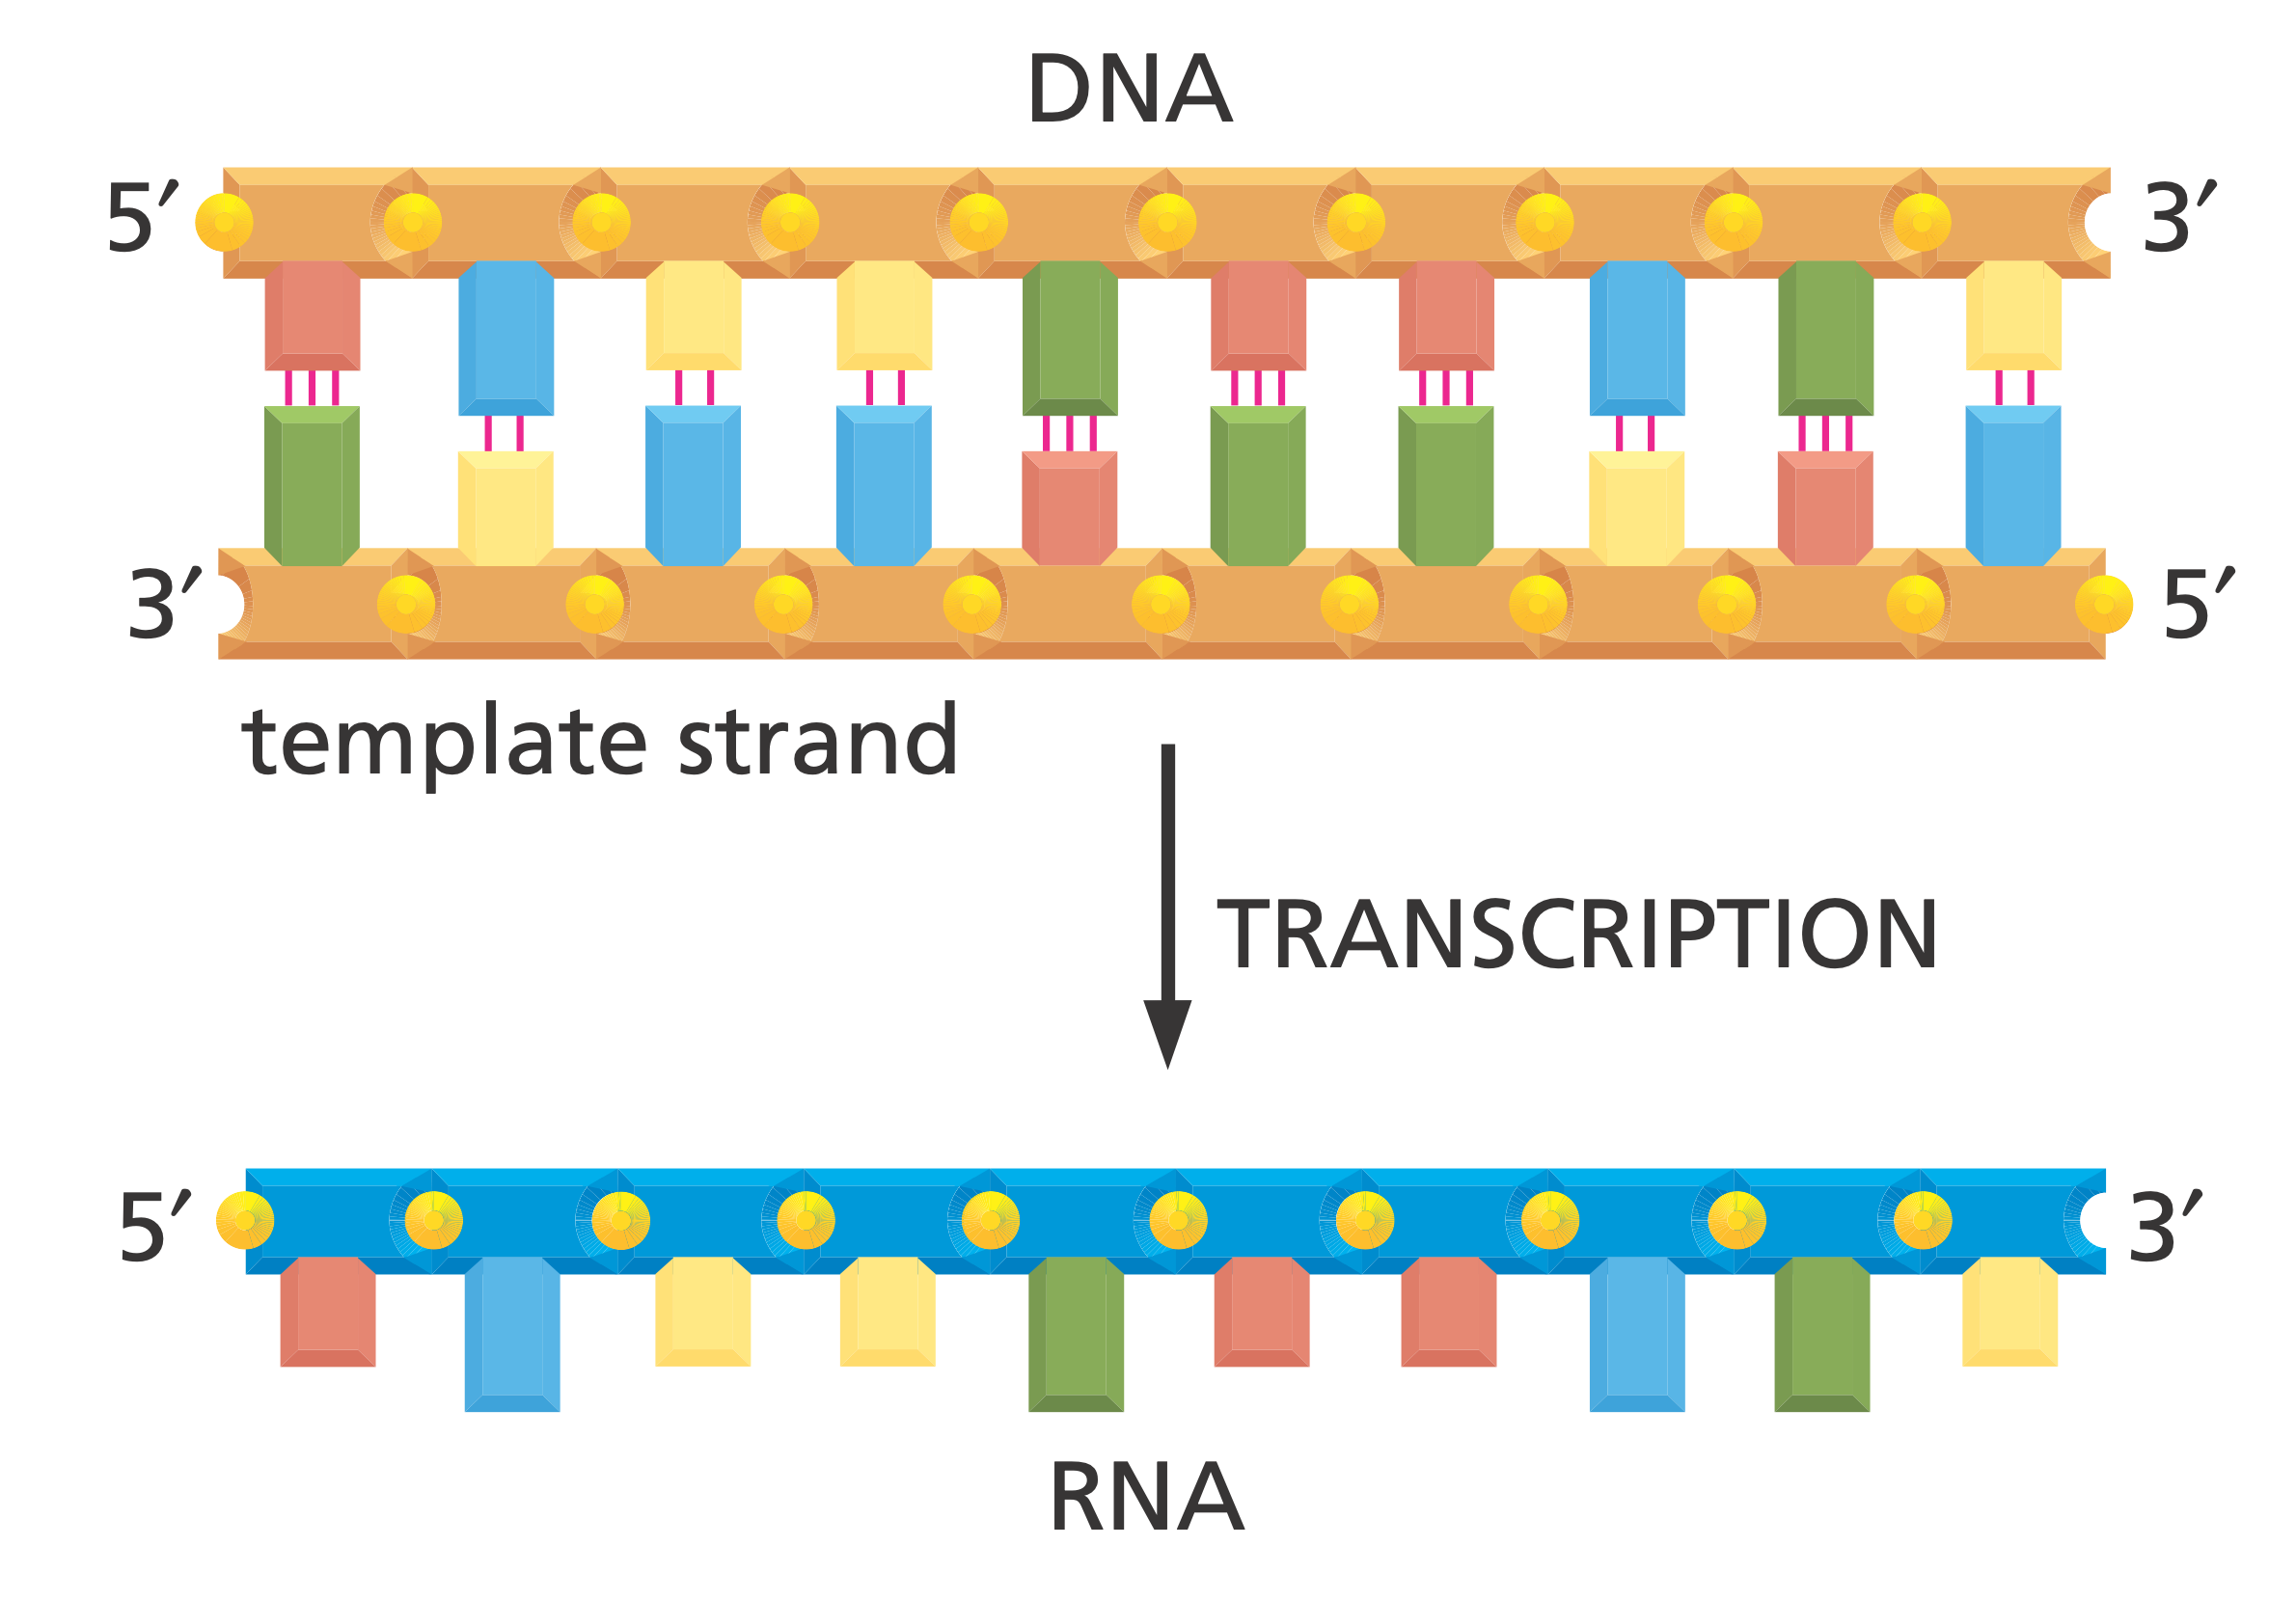 DNA
5′ 3′
3′ 5′
template strand
TRANSCRIPTION
5′ 3′
RNA